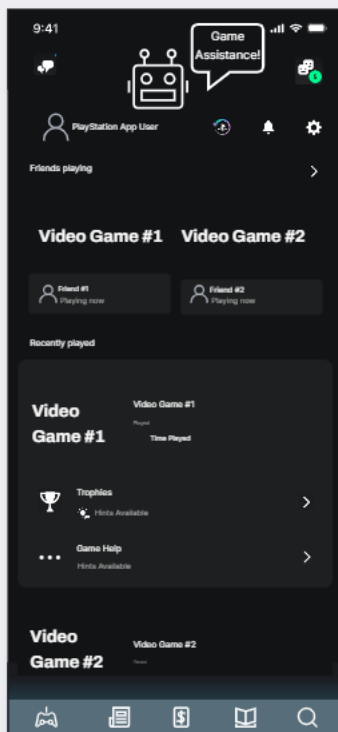 9:41
Game
Assistance!
PlayStation App User
Friends playing
Video Game #1
Video Game #2
Friend #1
Playing now
Friend #2
Playing now
Recently played
Video
Game #1
Video Game #1
Played
Time Played
Trophies
Hints Available
Game Help
Hints Available
Video
Game #2
Video Game #2